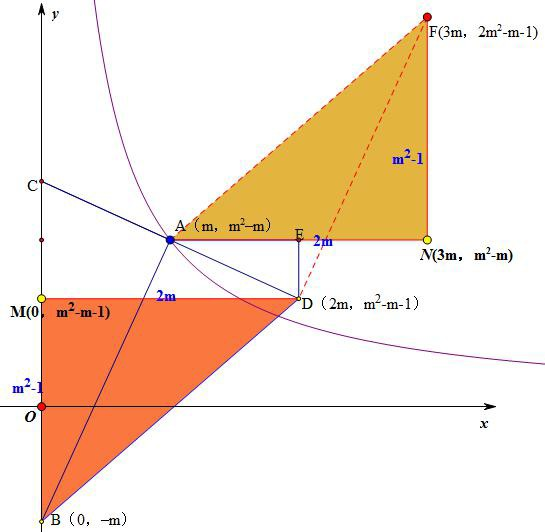 y
F(3m，2m²-m-1)
m²-1
C
A（m，m²–m）
E
2m
N(3m，m²-m)
2m
D（2m，m²-m-1）
M(0，m²-m-1)
m²-1
O
x
B（0，–m）